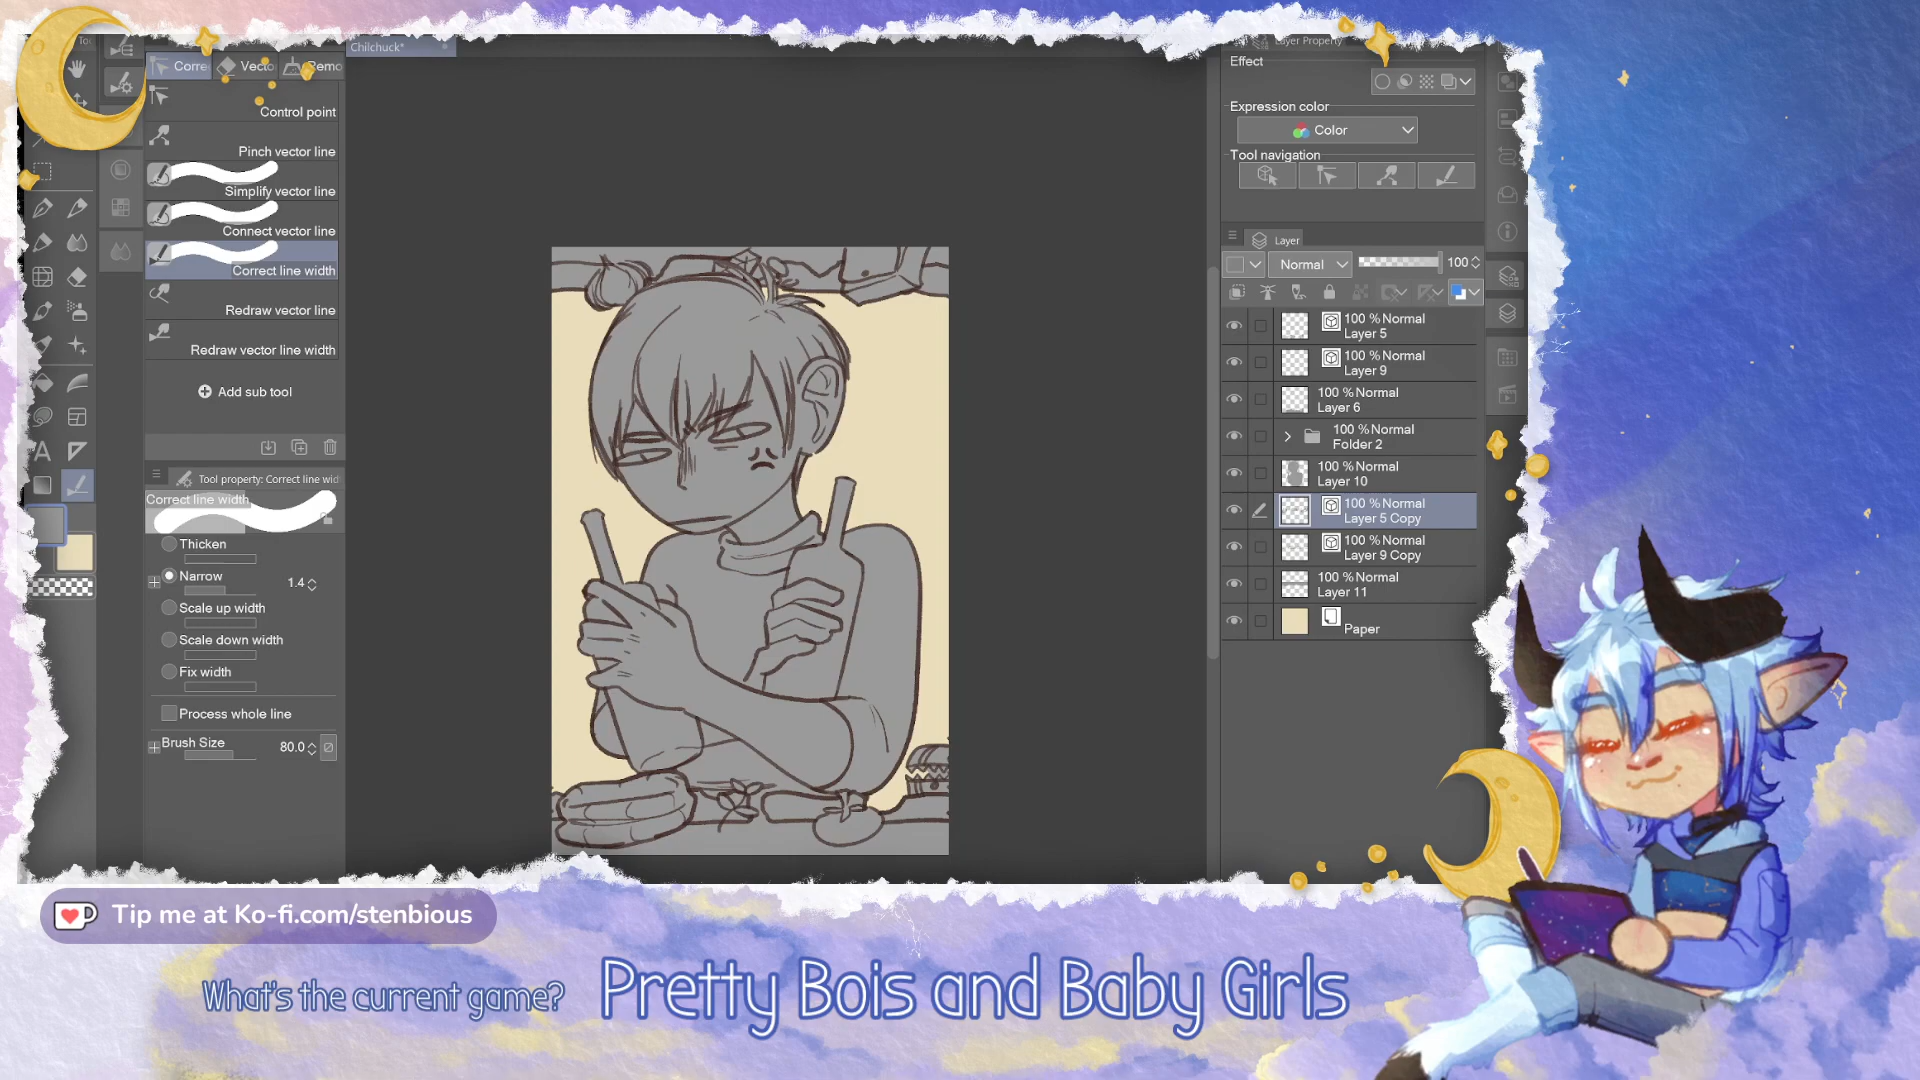 Chilchuck*
Layer Property
Vecto
Remo
Control point
Pinch vector line
Simplify vector line
Connect vector line
Correct line width
Redraw vector line
Redraw vector line width
Add sub tool
Tool property: Correct line wid
Correct line width
Thicken
Narrow
1.4
Scale up width
Scale down width
Fix width
Process whole line
Brush Size
80.0
Effect
Expression color
Color
Tool navigation
Layer
Normal
100
100 % Normal
Layer 5
100 % Normal
Layer 9
100 % Normal
Layer 6
100 % Normal
Folder 2
100 % Normal
Layer 10
100 % Normal
Layer 5 Copy
100 % Normal
Layer 9 Copy
100 % Normal
Layer 11
Paper
Tip me at Ko-fi.com/stenbious
What's the current game?
Pretty Bois and Baby Girls